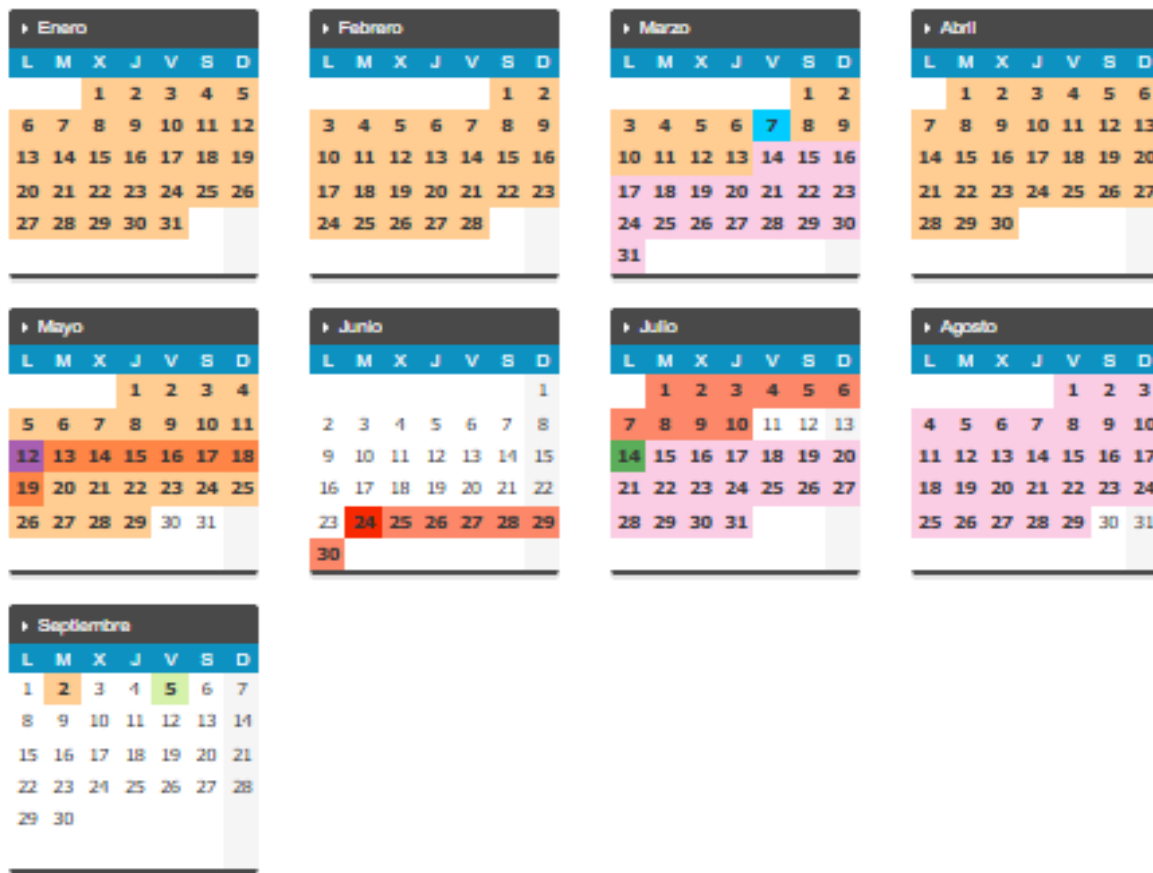 Enero
L M X J V S D
1 2 3 4 5
6 7 8 9 10 11 12
13 14 15 16 17 18 19
20 21 22 23 24 25 26
27 28 29 30 31
Febrero
L M X J V S D
1 2
3 4 5 6 7 8 9
10 11 12 13 14 15 16
17 18 19 20 21 22 23
24 25 26 27 28
Marzo
L M X J V S D
1 2
3 4 5 6 7 8 9
10 11 12 13 14 15 16
17 18 19 20 21 22 23
24 25 26 27 28 29 30
31
Abril
L M X J V S D
1 2 3 4 5 6
7 8 9 10 11 12 13
14 15 16 17 18 19 20
21 22 23 24 25 26 27
28 29 30
Mayo
L M X J V S D
1 2 3 4
5 6 7 8 9 10 11
12 13 14 15 16 17 18
19 20 21 22 23 24 25
26 27 28 29 30 31
Junio
L M X J V S D
1
2 3 4 5 6 7 8
9 10 11 12 13 14 15
16 17 18 19 20 21 22
23 24 25 26 27 28 29
30
Julio
L M X J V S D
1 2 3 4 5 6
7 8 9 10 11 12 13
14 15 16 17 18 19 20
21 22 23 24 25 26 27
28 29 30 31
Agosto
L M X J V S D
1 2 3
4 5 6 7 8 9 10
11 12 13 14 15 16 17
18 19 20 21 22 23 24
25 26 27 28 29 30 31
Septiembre
L M X J V S D
1 2 3 4 5 6 7
8 9 10 11 12 13 14
15 16 17 18 19 20 21
22 23 24 25 26 27 28
29 30